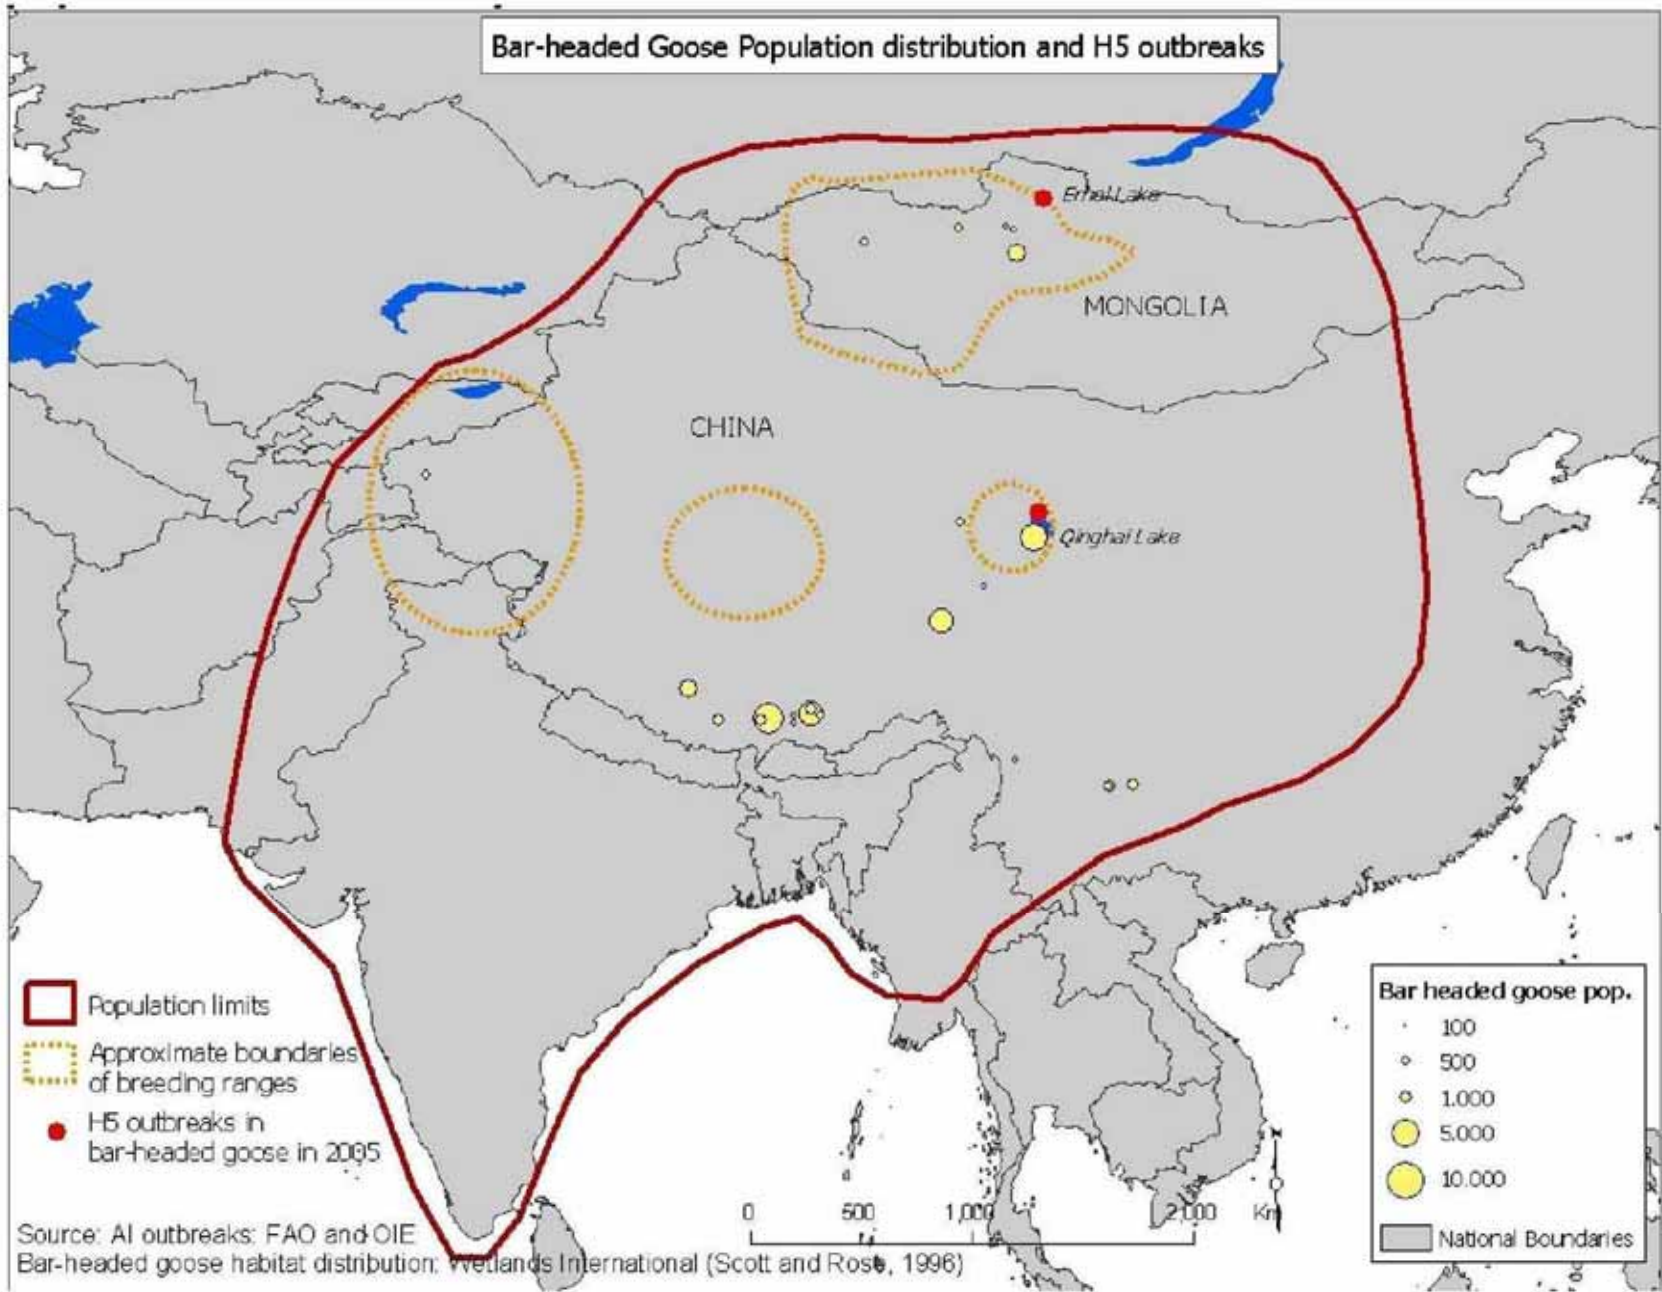 Bar-headed Goose Population distribution and H5 outbreaks
Erhel Lake
MONGOLIA
CHINA
Qinghai Lake
Population limits
Approximate boundaries
of breeding ranges
H5 outbreaks in
bar-headed goose in 2005
Source: AI outbreaks: FAO and OIE
Bar-headed goose habitat distribution: Wetlands International (Scott and Rose, 1996)
0 500 1,000 2,000 Km
N
Bar headed goose pop.
100
500
1.000
5.000
10.000
National Boundaries